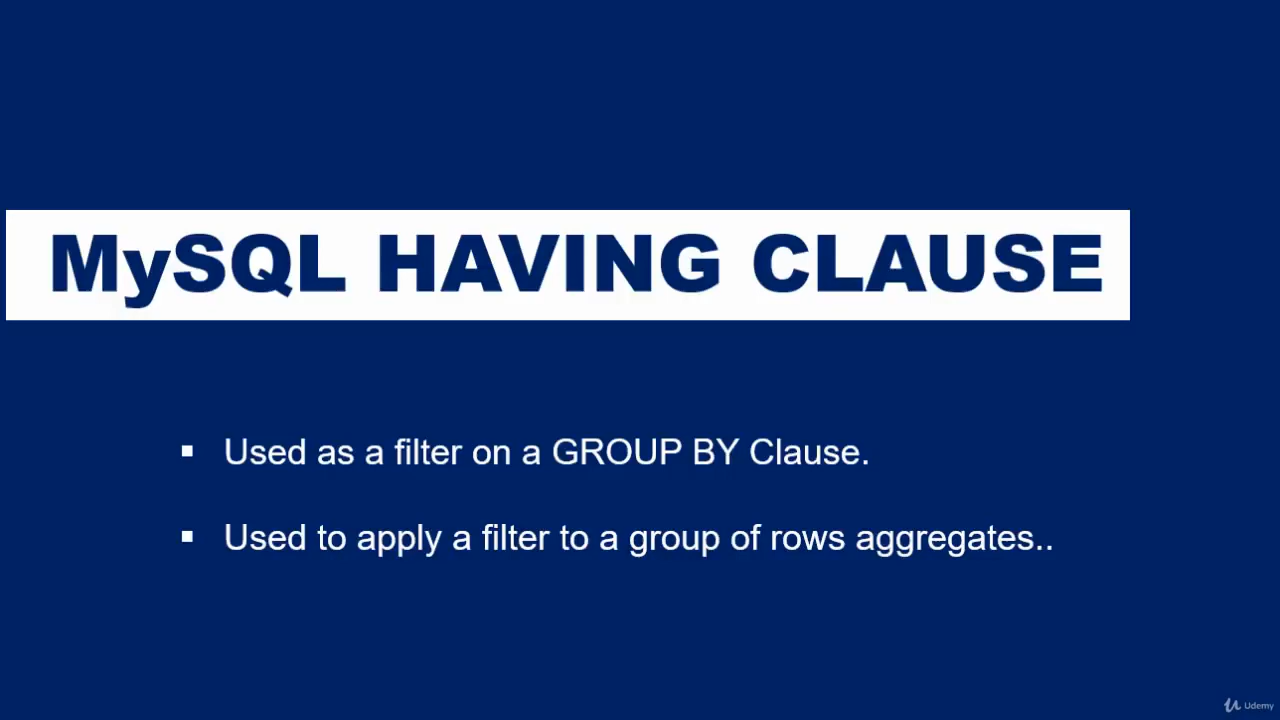 MySQL HAVING CLAUSE
▪ Used as a filter on a GROUP BY Clause.
▪ Used to apply a filter to a group of rows aggregates..
Udemy